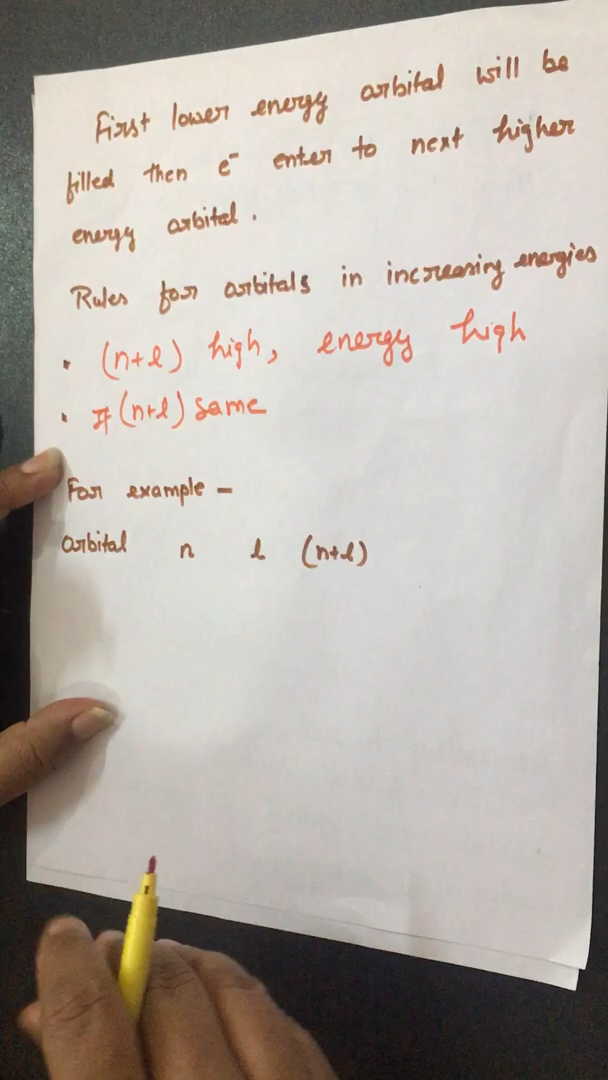 First lower energy orbital will be
filled then e⁻ enter to next higher
energy orbital.
Rules for orbitals in increasing energies
• (n+l) high, energy high
• If (n+l) same
For example -
orbital n l (n+l)